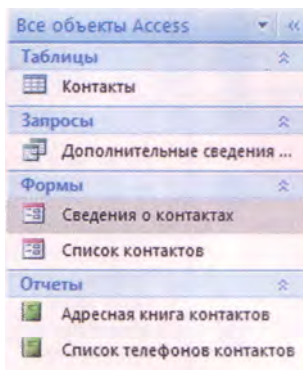 Все объекты Access
Таблицы
Контакты
Запросы
Дополнительные сведения ...
Формы
Сведения о контактах
Список контактов
Отчеты
Адресная книга контактов
Список телефонов контактов